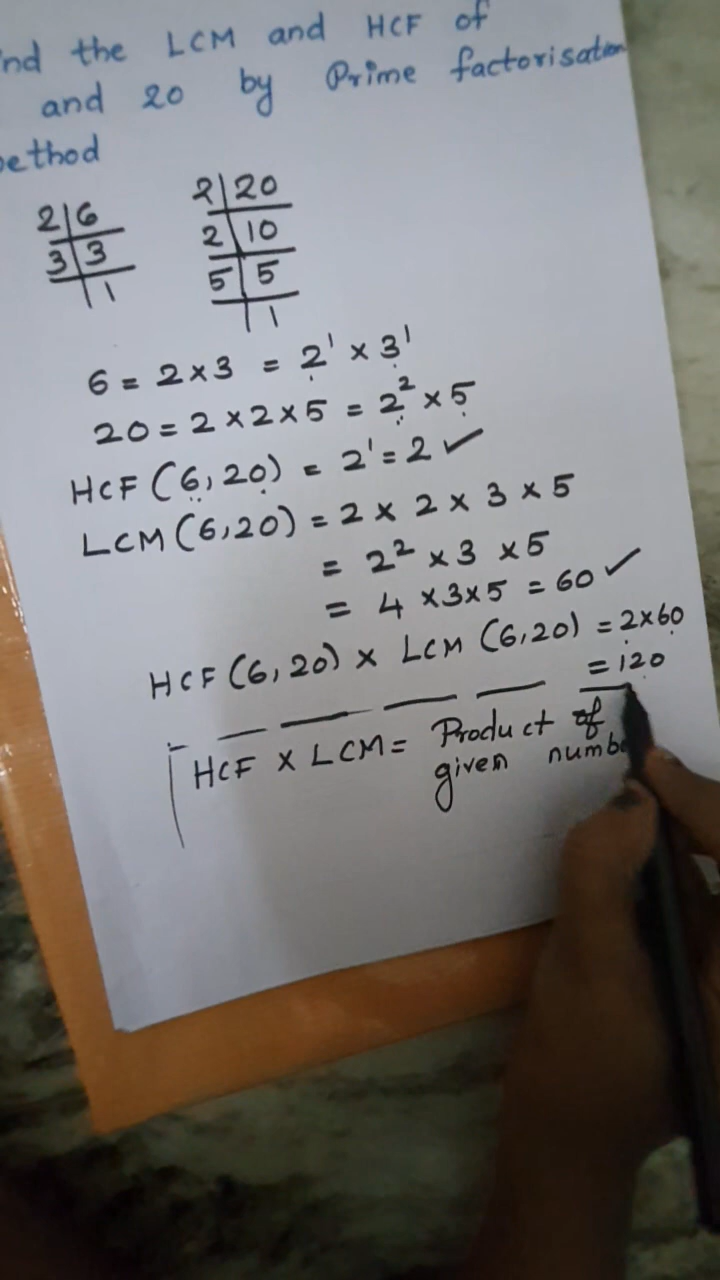 nd the LCM and HCF of
and 20 by Prime factorisation
ethod
2|6
3|3
|1
2|20
2|10
5|5
|1
6 = 2×3 = 2¹ × 3¹
20 = 2×2×5 = 2² × 5
HCF (6,20) = 2¹ = 2 ✓
LCM (6,20) = 2 × 2 × 3 × 5
= 2² × 3 × 5
= 4 ×3×5 = 60 ✓
HCF (6,20) × LCM (6,20) = 2×60
= 120
HCF × LCM = Product of
given numbe